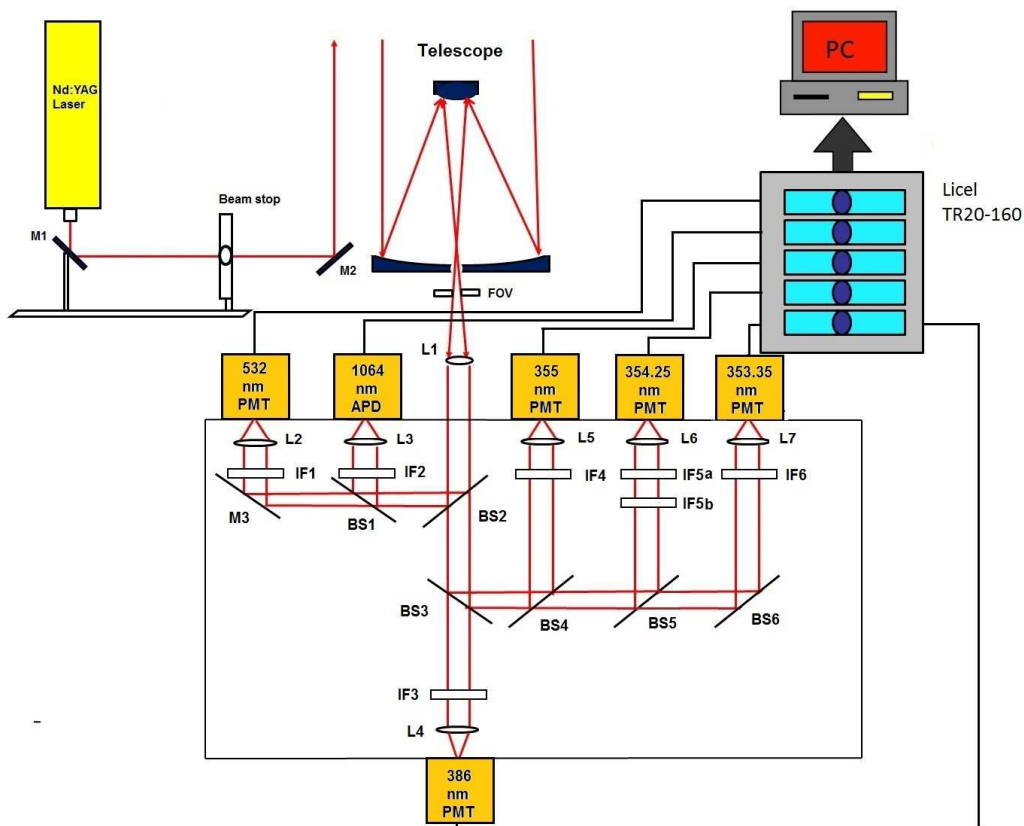 Nd:YAG
Laser
Telescope
PC
Beam stop
Licel
TR20-160
M1
M2
FOV
L1
532
nm
PMT
1064
nm
APD
355
nm
PMT
354.25
nm
PMT
353.35
nm
PMT
L2
L3
L5
L6
L7
IF1
IF2
IF4
IF5a
IF6
IF5b
M3
BS1
BS2
BS3
BS4
BS5
BS6
IF3
L4
386
nm
PMT